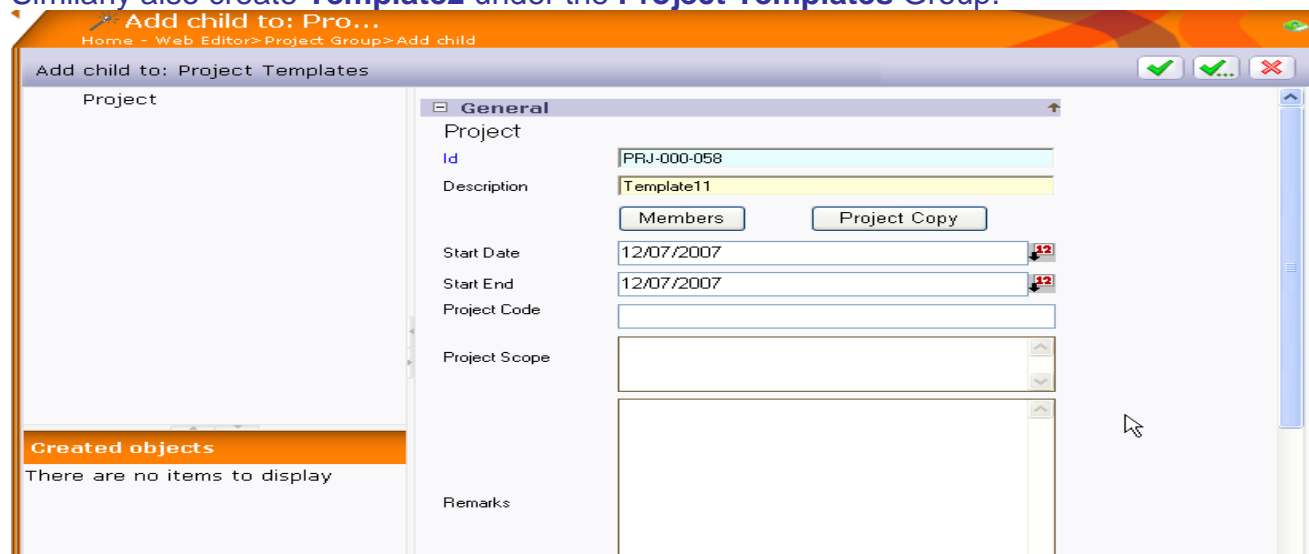 Similarly also create Template2 under the Project Templates Group.
Add child to: Pro...
Home - Web Editor>Project Group>Add child
Add child to: Project Templates
Project
General
Project
Id PRJ-000-058
Description Template11
Members Project Copy
Start Date 12/07/2007 12
Start End 12/07/2007 12
Project Code
Project Scope
Created objects
There are no items to display
Remarks